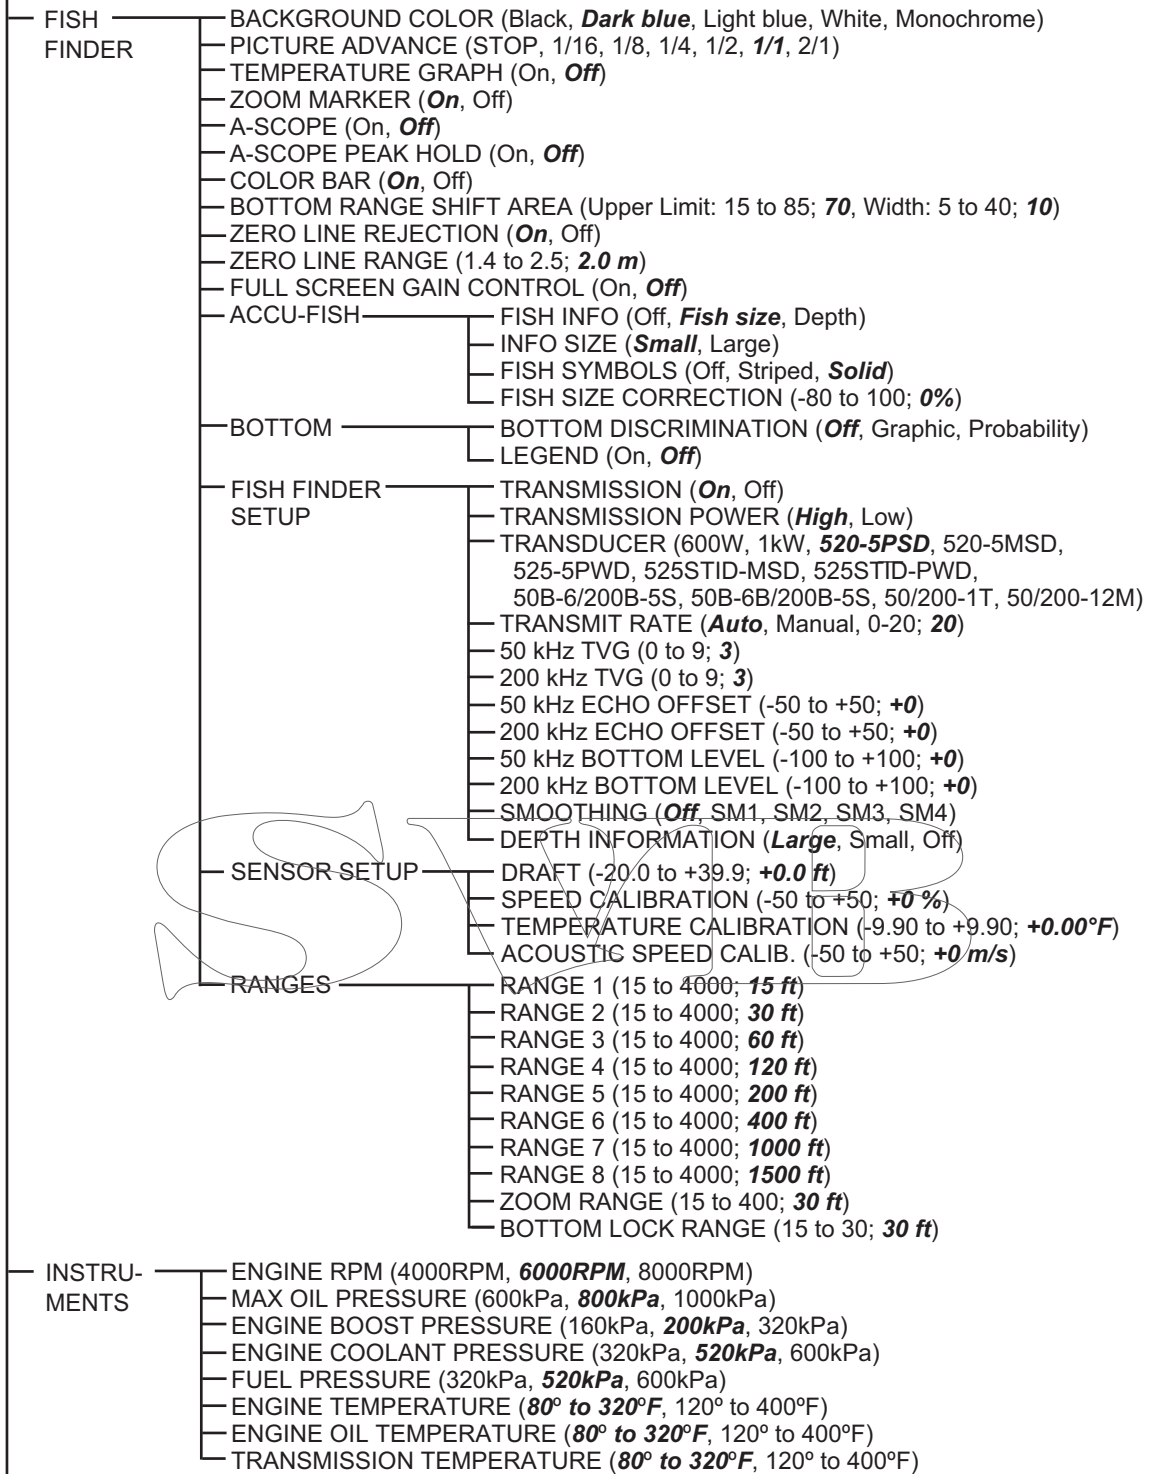 FISH FINDER
BACKGROUND COLOR (Black, Dark blue, Light blue, White, Monochrome)
PICTURE ADVANCE (STOP, 1/16, 1/8, 1/4, 1/2, 1/1, 2/1)
TEMPERATURE GRAPH (On, Off)
ZOOM MARKER (On, Off)
A-SCOPE (On, Off)
A-SCOPE PEAK HOLD (On, Off)
COLOR BAR (On, Off)
BOTTOM RANGE SHIFT AREA (Upper Limit: 15 to 85; 70, Width: 5 to 40; 10)
ZERO LINE REJECTION (On, Off)
ZERO LINE RANGE (1.4 to 2.5; 2.0 m)
FULL SCREEN GAIN CONTROL (On, Off)
ACCU-FISH
FISH INFO (Off, Fish size, Depth)
INFO SIZE (Small, Large)
FISH SYMBOLS (Off, Striped, Solid)
FISH SIZE CORRECTION (-80 to 100; 0%)
BOTTOM
BOTTOM DISCRIMINATION (Off, Graphic, Probability)
LEGEND (On, Off)
FISH FINDER SETUP
TRANSMISSION (On, Off)
TRANSMISSION POWER (High, Low)
TRANSDUCER (600W, 1kW, 520-5PSD, 520-5MSD,
525-5PWD, 525STID-MSD, 525STID-PWD,
50B-6/200B-5S, 50B-6B/200B-5S, 50/200-1T, 50/200-12M)
TRANSMIT RATE (Auto, Manual, 0-20; 20)
50 kHz TVG (0 to 9; 3)
200 kHz TVG (0 to 9; 3)
50 kHz ECHO OFFSET (-50 to +50; +0)
200 kHz ECHO OFFSET (-50 to +50; +0)
50 kHz BOTTOM LEVEL (-100 to +100; +0)
200 kHz BOTTOM LEVEL (-100 to +100; +0)
SMOOTHING (Off, SM1, SM2, SM3, SM4)
DEPTH INFORMATION (Large, Small, Off)
SENSOR SETUP
DRAFT (-20.0 to +39.9; +0.0 ft)
SPEED CALIBRATION (-50 to +50; +0 %)
TEMPERATURE CALIBRATION (-9.90 to +9.90; +0.00°F)
ACOUSTIC SPEED CALIB. (-50 to +50; +0 m/s)
RANGES
RANGE 1 (15 to 4000; 15 ft)
RANGE 2 (15 to 4000; 30 ft)
RANGE 3 (15 to 4000; 60 ft)
RANGE 4 (15 to 4000; 120 ft)
RANGE 5 (15 to 4000; 200 ft)
RANGE 6 (15 to 4000; 400 ft)
RANGE 7 (15 to 4000; 1000 ft)
RANGE 8 (15 to 4000; 1500 ft)
ZOOM RANGE (15 to 400; 30 ft)
BOTTOM LOCK RANGE (15 to 30; 30 ft)
INSTRU-
MENTS
ENGINE RPM (4000RPM, 6000RPM, 8000RPM)
MAX OIL PRESSURE (600kPa, 800kPa, 1000kPa)
ENGINE BOOST PRESSURE (160kPa, 200kPa, 320kPa)
ENGINE COOLANT PRESSURE (320kPa, 520kPa, 600kPa)
FUEL PRESSURE (320kPa, 520kPa, 600kPa)
ENGINE TEMPERATURE (80º to 320ºF, 120º to 400ºF)
ENGINE OIL TEMPERATURE (80º to 320ºF, 120º to 400ºF)
TRANSMISSION TEMPERATURE (80º to 320ºF, 120º to 400ºF)